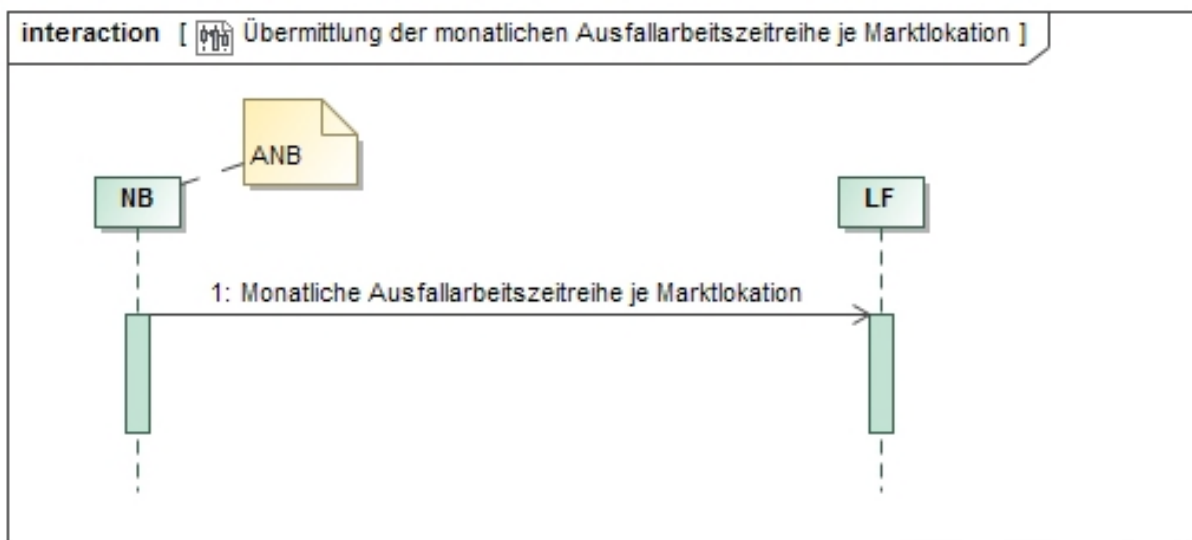 interaction [ Übermittlung der monatlichen Ausfallarbeitszeitreihe je Marktlokation ]
ANB
NB
LF
1: Monatliche Ausfallarbeitszeitreihe je Marktlokation